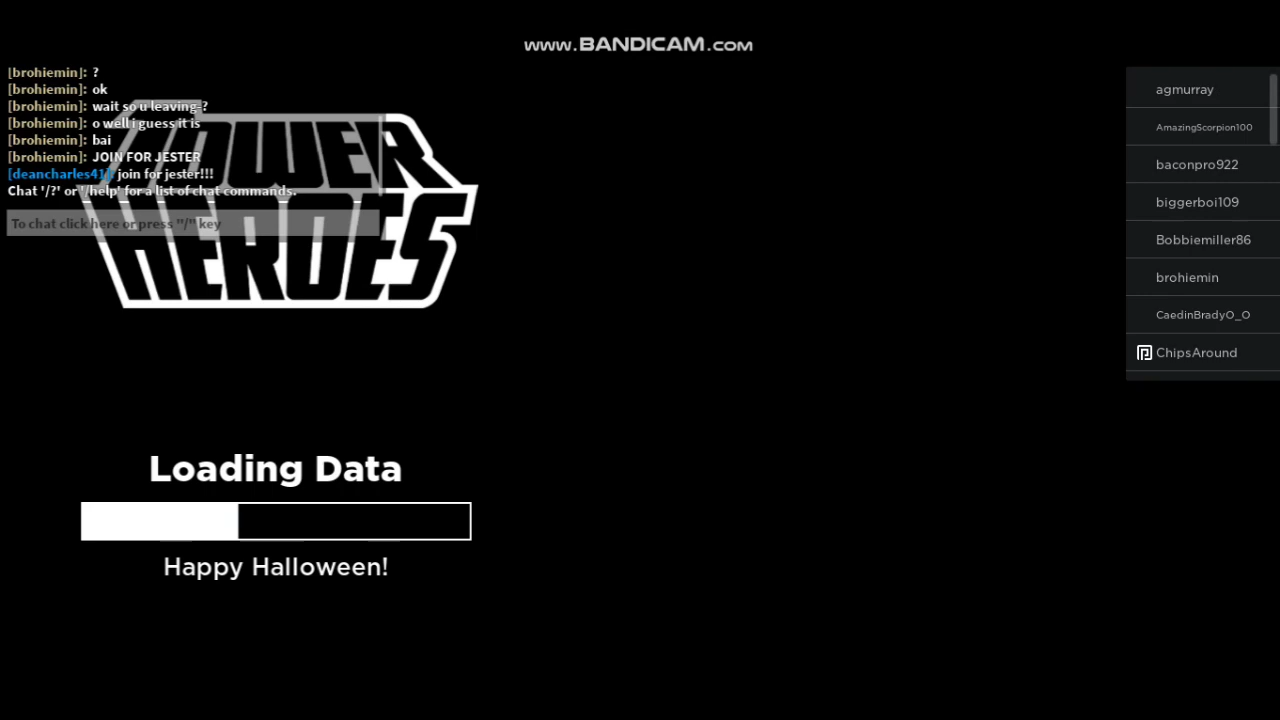 www.BANDICAM.com
[brohiemin]: ?
[brohiemin]: ok
[brohiemin]: wait so u leaving-?
[brohiemin]: o well i guess it is
[brohiemin]: bai
[brohiemin]: JOIN FOR JESTER
[deancharles41]: join for jester!!!
Chat '/?' or '/help' for a list of chat commands.
To chat click here or press "/" key
TOWER
HEROES
Loading Data
Happy Halloween!
agmurray
AmazingScorpion100
baconpro922
biggerboi109
Bobbiemiller86
brohiemin
CaedinBradyO_O
ChipsAround